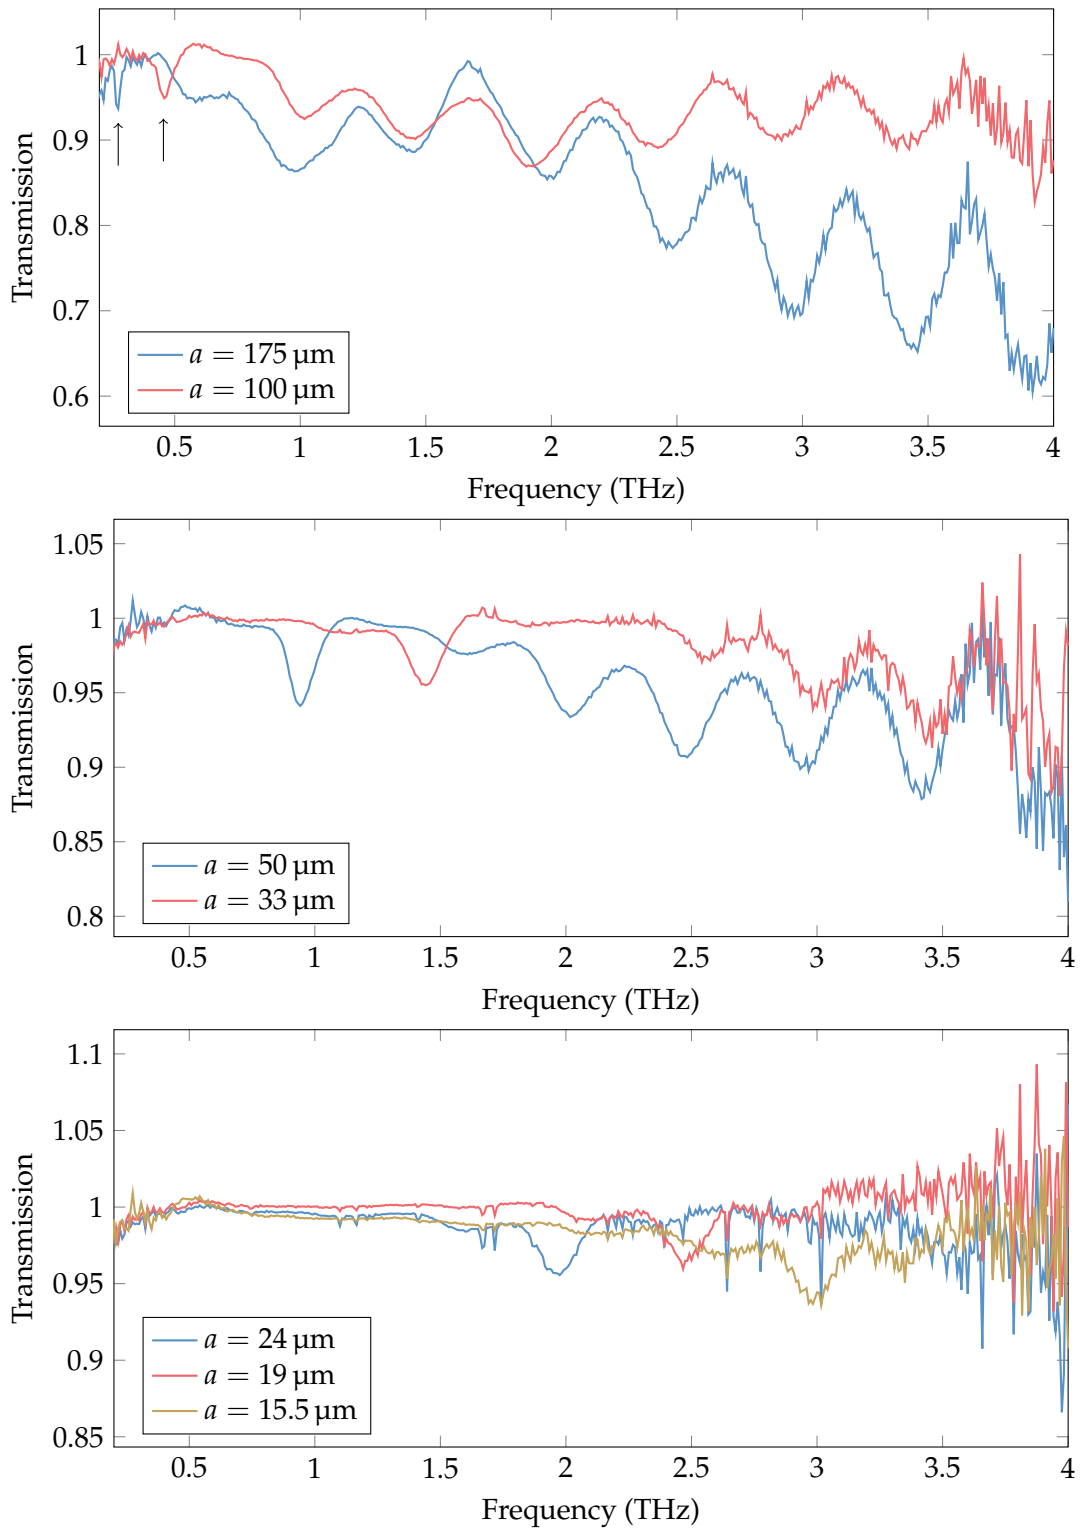 1
0.9
0.8
0.7
0.6
Transmission
a = 175 µm
a = 100 µm
0.5 1 1.5 2 2.5 3 3.5 4
Frequency (THz)
1.05
1
0.95
0.9
0.85
0.8
Transmission
a = 50 µm
a = 33 µm
0.5 1 1.5 2 2.5 3 3.5 4
Frequency (THz)
1.1
1.05
1
0.95
0.9
0.85
Transmission
a = 24 µm
a = 19 µm
a = 15.5 µm
0.5 1 1.5 2 2.5 3 3.5 4
Frequency (THz)